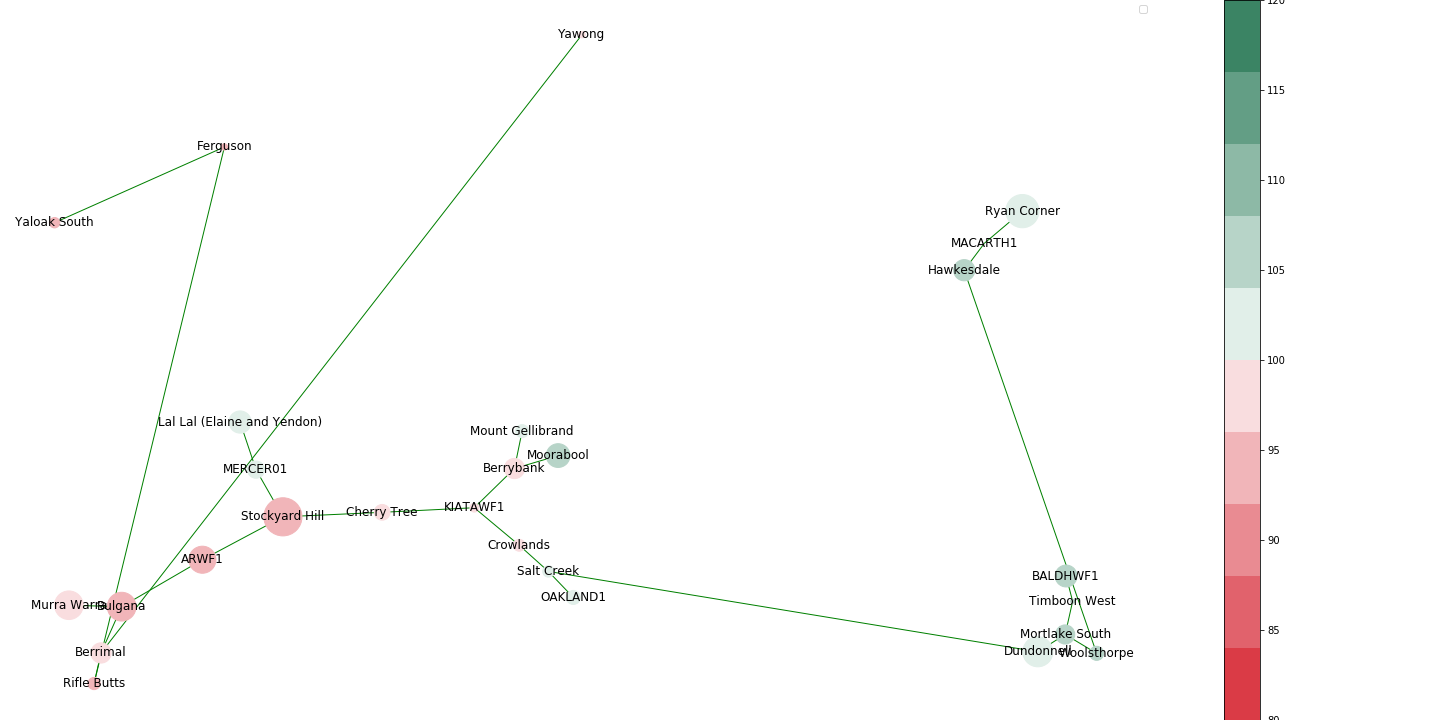 120
Yawong
115
Ferguson
110
Ryan Corner
Yaloak South
MACARTH1
Hawkesdale
105
100
Lal Lal (Elaine and Yendon)
Mount Gellibrand
95
Moorabool
MERCER01
Berrybank
KIATAWF1
Cherry Tree
Stockyard Hill
90
Crowlands
ARWF1
Salt Creek
BALDHWF1
OAKLAND1
Timboon West
Murra Warra
Bulgana
85
Mortlake South
Berrimal
Dundonnell
Woolsthorpe
Rifle Butts
80